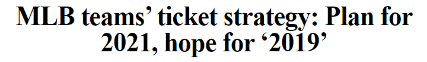 MLB teams’ ticket strategy: Plan for
2021, hope for ‘2019’